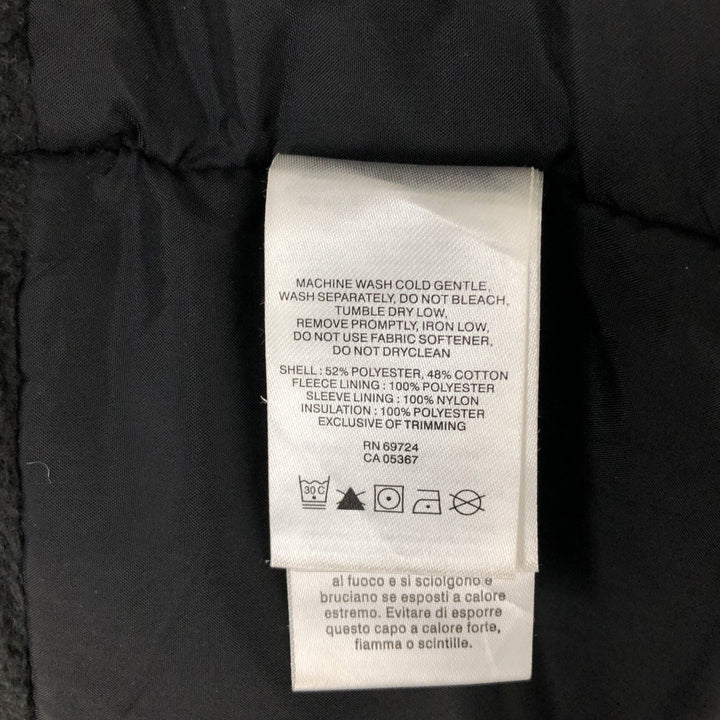 MACHINE WASH COLD GENTLE,
WASH SEPARATELY, DO NOT BLEACH,
TUMBLE DRY LOW,
REMOVE PROMPTLY, IRON LOW,
DO NOT USE FABRIC SOFTENER,
DO NOT DRYCLEAN
SHELL : 52% POLYESTER, 48% COTTON
FLEECE LINING : 100% POLYESTER
SLEEVE LINING : 100% NYLON
INSULATION : 100% POLYESTER
EXCLUSIVE OF TRIMMING
RN 69724
CA 05367
30 C
al fuoco e si sciolgono e
bruciano se esposti a calore
estremo. Evitare di esporre
questo capo a calore forte,
fiamma o scintille.